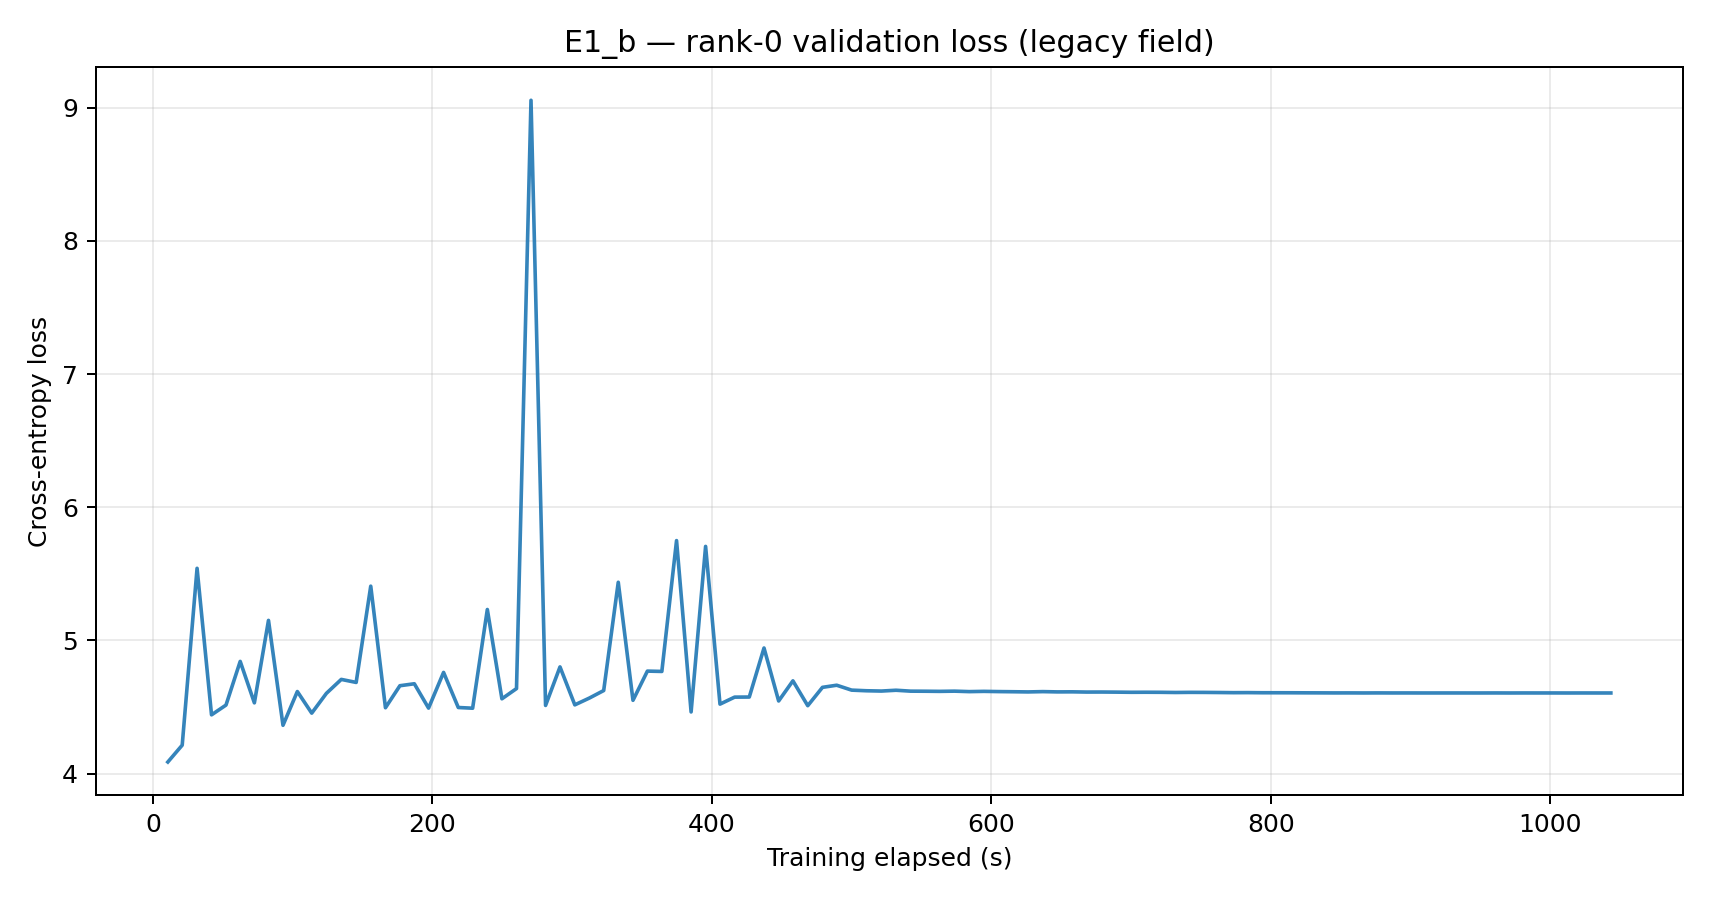 E1_b — rank-0 validation loss (legacy field)
Cross-entropy loss
9
8
7
6
5
4
0 200 400 600 800 1000
Training elapsed (s)